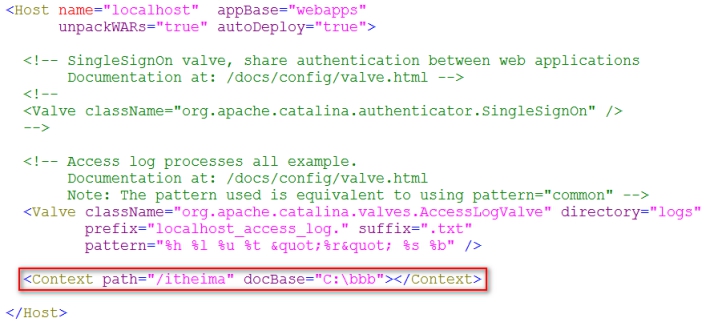 <Host name="localhost"  appBase="webapps"
      unpackWARs="true" autoDeploy="true">
  <!-- SingleSignOn valve, share authentication between web applications
       Documentation at: /docs/config/valve.html -->
  <!--
  <Valve className="org.apache.catalina.authenticator.SingleSignOn" />
  -->
  <!-- Access log processes all example.
       Documentation at: /docs/config/valve.html
       Note: The pattern used is equivalent to using pattern="common" -->
  <Valve className="org.apache.catalina.valves.AccessLogValve" directory="logs"
         prefix="localhost_access_log." suffix=".txt"
         pattern="%h %l %u %t &quot;%r&quot; %s %b" />
  <Context path="/itheima" docBase="C:\bbb"></Context>
</Host>